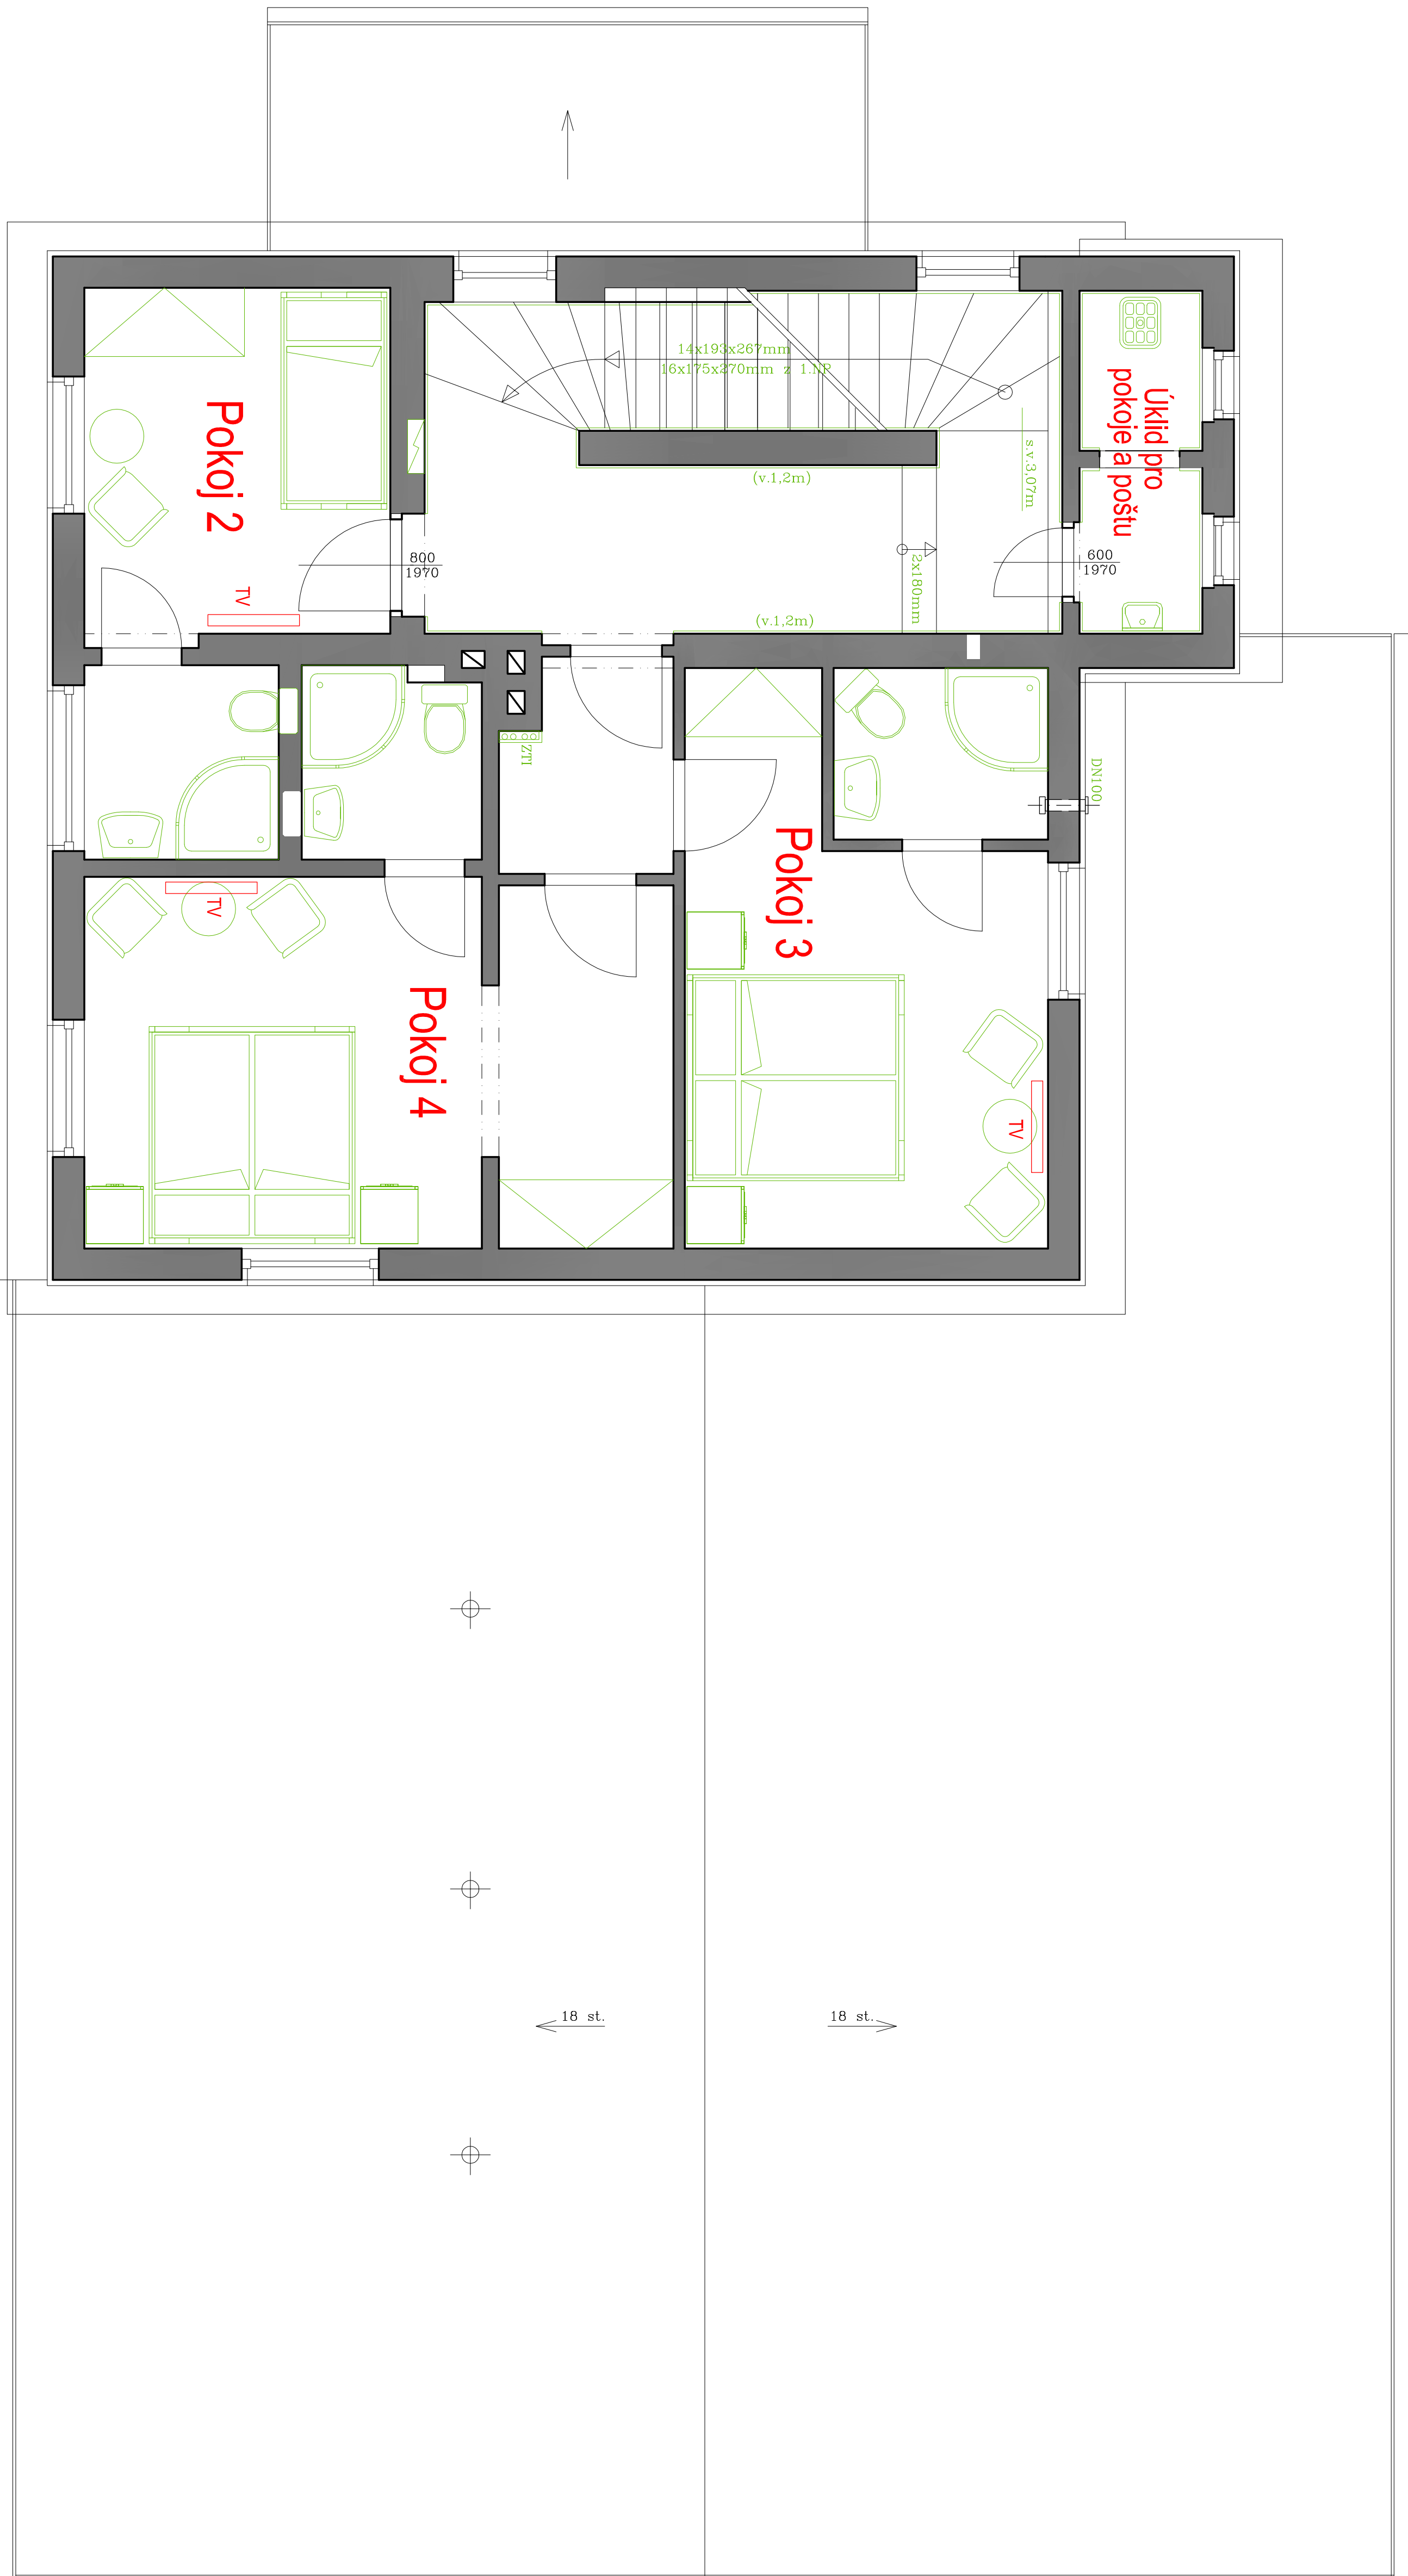 14x193x267mm
16x175x270mm z 1.NP
Pokoj 2
Úklid pro
pokoje a poštu
s.v.3,07m
(v.1,2m)
800
1970
2x180mm
600
1970
TV
(v.1,2m)
ZTI
DN100
Pokoj 3
TV
Pokoj 4
TV
18 st.
18 st.